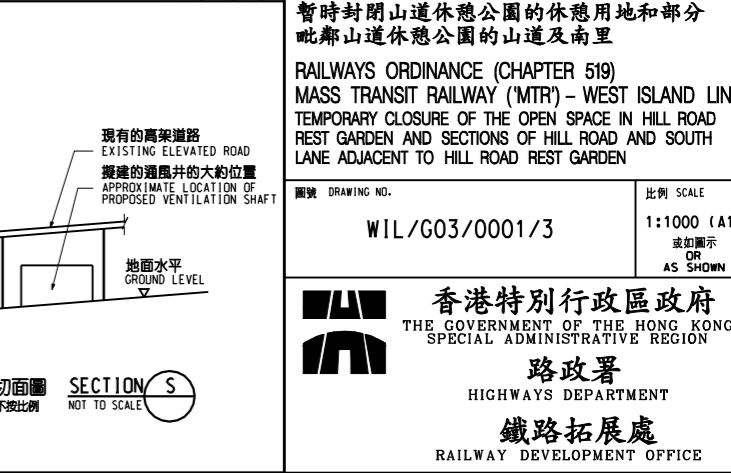 現有的高架道路
EXISTING ELEVATED ROAD
擬建的通風井的大約位置
APPROXIMATE LOCATION OF
PROPOSED VENTILATION SHAFT
地面水平
GROUND LEVEL
切面圖
不按比例
SECTION S
NOT TO SCALE
暫時封閉山道休憩公園的休憩用地和部分
毗鄰山道休憩公園的山道及南里
RAILWAYS ORDINANCE (CHAPTER 519)
MASS TRANSIT RAILWAY ('MTR') – WEST ISLAND LIN
TEMPORARY CLOSURE OF THE OPEN SPACE IN HILL ROAD
REST GARDEN AND SECTIONS OF HILL ROAD AND SOUTH
LANE ADJACENT TO HILL ROAD REST GARDEN
圖號 DRAWING NO.
WIL/G03/0001/3
比例 SCALE
1:1000 (A1
或如圖示
OR
AS SHOWN
香港特別行政區政府
THE GOVERNMENT OF THE HONG KONG
SPECIAL ADMINISTRATIVE REGION
路政署
HIGHWAYS DEPARTMENT
鐵路拓展處
RAILWAY DEVELOPMENT OFFICE